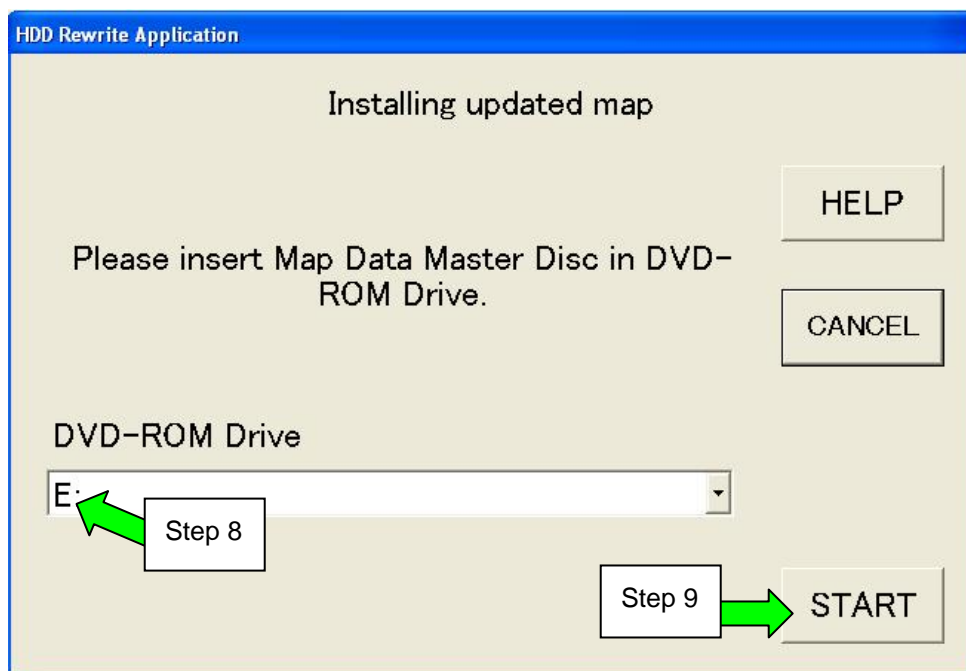 HDD Rewrite Application
Installing updated map
HELP
Please insert Map Data Master Disc in DVD-
ROM Drive.
CANCEL
DVD-ROM Drive
E:
Step 8
Step 9
START